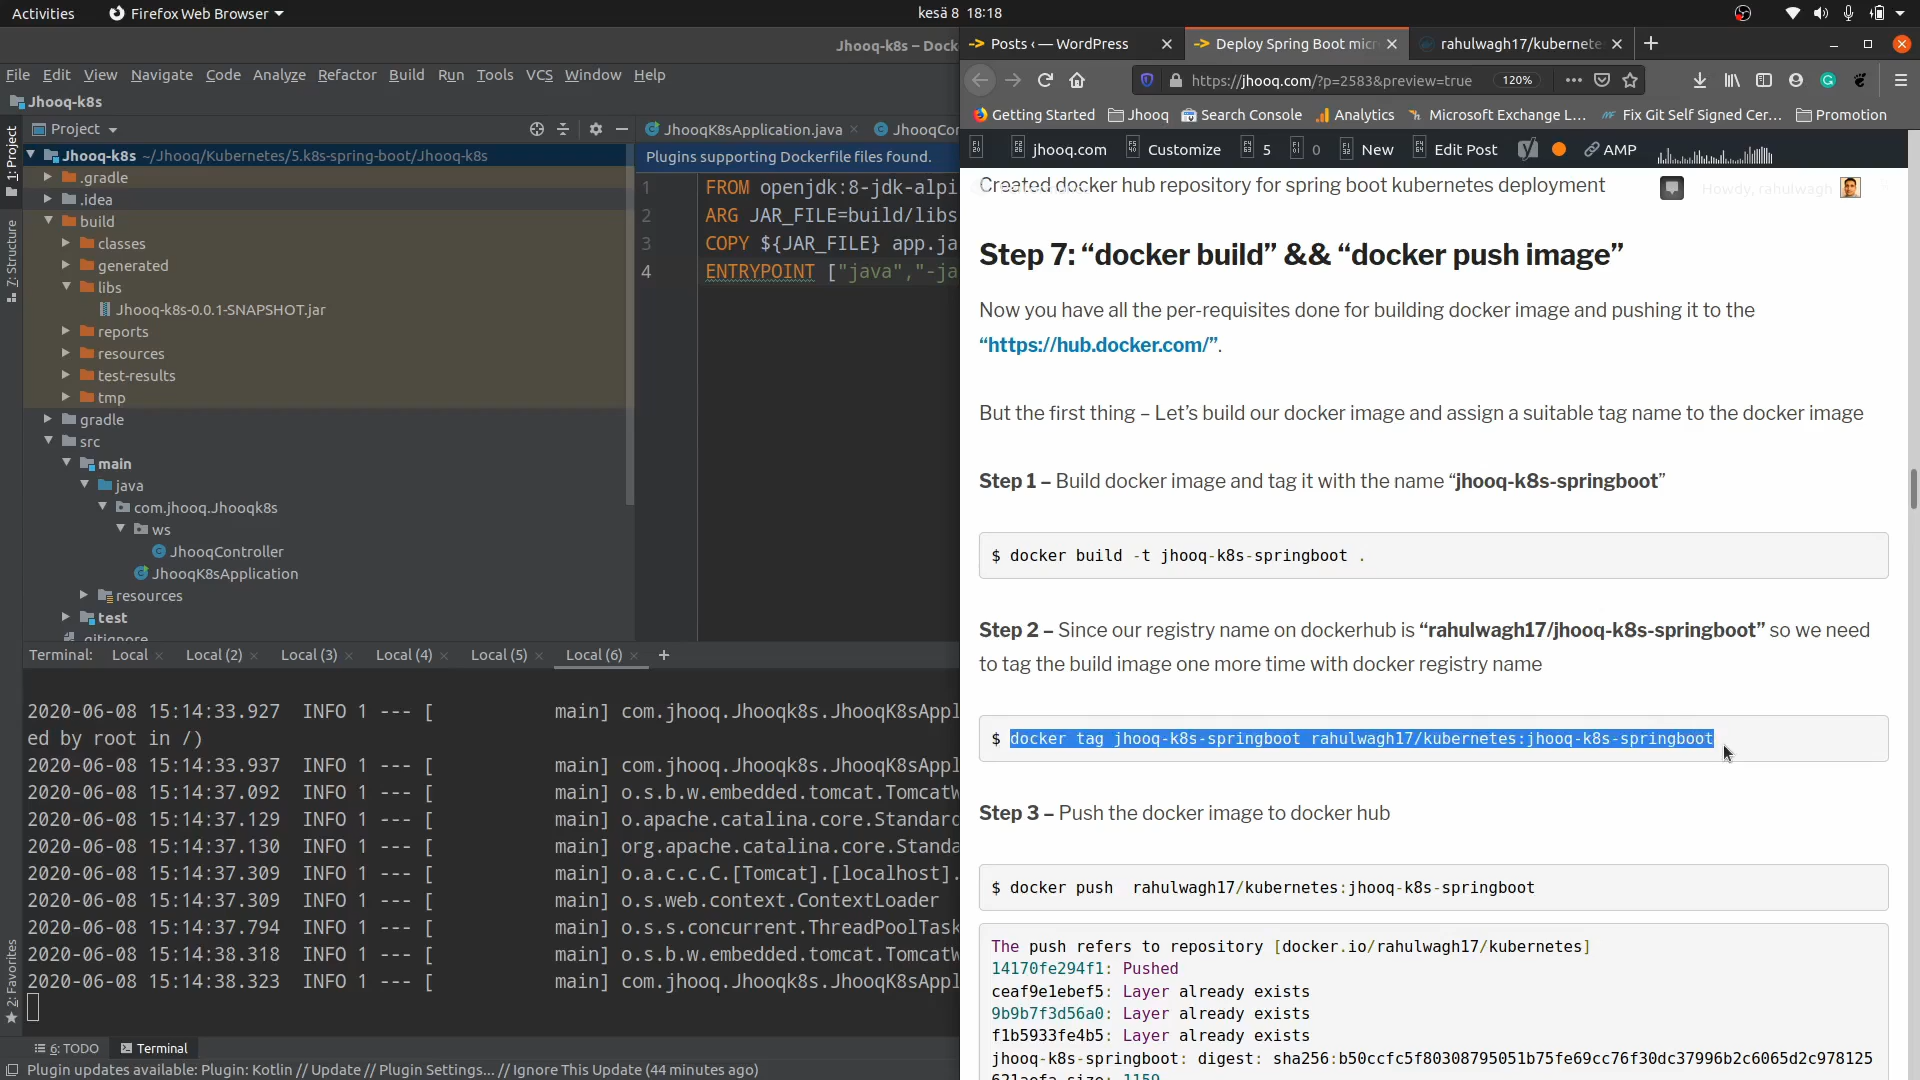 Activities
Firefox Web Browser
kesä 8 18:18
Jhooq-k8s – Dock
File Edit View Navigate Code Analyze Refactor Build Run Tools VCS Window Help
Jhooq-k8s
Project
JhooqK8sApplication.java
JhooqCon
1: Project
Z: Structure
2: Favorites
Jhooq-k8s ~/Jhooq/Kubernetes/5.k8s-spring-boot/Jhooq-k8s
.gradle
.idea
build
classes
generated
libs
Jhooq-k8s-0.0.1-SNAPSHOT.jar
reports
resources
test-results
tmp
gradle
src
main
java
com.jhooq.Jhooqk8s
ws
JhooqController
JhooqK8sApplication
resources
test
.gitignore
Plugins supporting Dockerfile files found.
1 FROM openjdk:8-jdk-alpi
2 ARG JAR_FILE=build/libs
3 COPY ${JAR_FILE} app.ja
4 ENTRYPOINT ["java","-ja
Terminal: Local Local (2) Local (3) Local (4) Local (5) Local (6)
2020-06-08 15:14:33.927 INFO 1 --- [ main] com.jhooq.Jhooqk8s.JhooqK8sAppl
ed by root in /)
2020-06-08 15:14:33.937 INFO 1 --- [ main] com.jhooq.Jhooqk8s.JhooqK8sAppl
2020-06-08 15:14:37.092 INFO 1 --- [ main] o.s.b.w.embedded.tomcat.TomcatW
2020-06-08 15:14:37.129 INFO 1 --- [ main] o.apache.catalina.core.Standard
2020-06-08 15:14:37.130 INFO 1 --- [ main] org.apache.catalina.core.Standa
2020-06-08 15:14:37.309 INFO 1 --- [ main] o.a.c.c.C.[Tomcat].[localhost].
2020-06-08 15:14:37.309 INFO 1 --- [ main] o.s.web.context.ContextLoader
2020-06-08 15:14:37.794 INFO 1 --- [ main] o.s.s.concurrent.ThreadPoolTask
2020-06-08 15:14:38.318 INFO 1 --- [ main] o.s.b.w.embedded.tomcat.TomcatW
2020-06-08 15:14:38.323 INFO 1 --- [ main] com.jhooq.Jhooqk8s.JhooqK8sAppl
6: TODO Terminal
Plugin updates available: Plugin: Kotlin // Update // Plugin Settings... // Ignore This Update (44 minutes ago)
Posts ‹ — WordPress
Deploy Spring Boot micr
rahulwagh17/kubernete
https://jhooq.com/?p=2583&preview=true
120%
Getting Started Jhooq Search Console Analytics Microsoft Exchange L... Fix Git Self Signed Cer... Promotion
jhooq.com Customize 5 0 New Edit Post AMP
Howdy, rahulwagh
Created docker hub repository for spring boot kubernetes deployment
Step 7: “docker build” && “docker push image”
Now you have all the per-requisites done for building docker image and pushing it to the
“https://hub.docker.com/”.
But the first thing – Let’s build our docker image and assign a suitable tag name to the docker image
Step 1 – Build docker image and tag it with the name “jhooq-k8s-springboot”
$ docker build -t jhooq-k8s-springboot .
Step 2 – Since our registry name on dockerhub is “rahulwagh17/jhooq-k8s-springboot” so we need
to tag the build image one more time with docker registry name
$ docker tag jhooq-k8s-springboot rahulwagh17/kubernetes:jhooq-k8s-springboot
Step 3 – Push the docker image to docker hub
$ docker push  rahulwagh17/kubernetes:jhooq-k8s-springboot
The push refers to repository [docker.io/rahulwagh17/kubernetes]
14170fe294f1: Pushed
ceaf9e1ebef5: Layer already exists
9b9b7f3d56a0: Layer already exists
f1b5933fe4b5: Layer already exists
jhooq-k8s-springboot: digest: sha256:b50ccfc5f80308795051b75fe69cc76f30dc37996b2c6065d2c978125
621aefa size: 1159